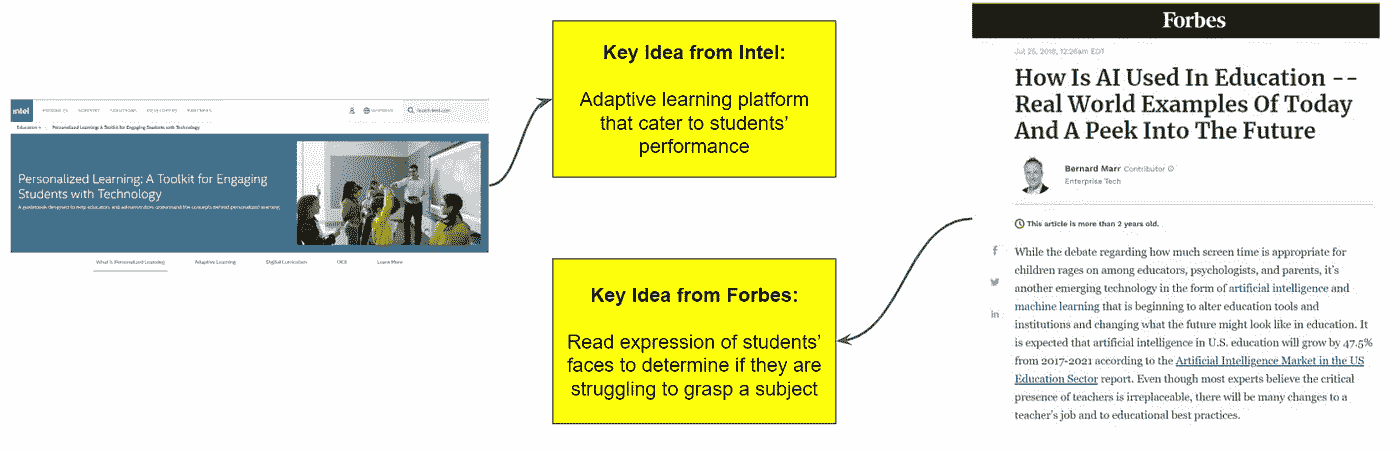 intel
PRODUCTS SUPPORT SOLUTIONS DEVELOPERS PARTNERS
Education Personalized Learning: A Toolkit for Engaging Students with Technology
Personalized Learning: A Toolkit for Engaging
Students with Technology
A guidebook designed to help educators and administrators understand the concepts behind personalized learning
What Is Personalized Learning Adaptive Learning Digital Curriculum Learn More
Key Idea from Intel:
Adaptive learning platform
that cater to students’
performance
Key Idea from Forbes:
Read expression of students’
faces to determine if they are
struggling to grasp a subject
Forbes
Jul 25, 2018, 12:26am EDT
How Is AI Used In Education --
Real World Examples Of Today
And A Peek Into The Future
Bernard Marr Contributor
Enterprise Tech
This article is more than 2 years old.
While the debate regarding how much screen time is appropriate for
children rages on among educators, psychologists, and parents, it’s
another emerging technology in the form of artificial intelligence and
machine learning that is beginning to alter education tools and
institutions and changing what the future might look like in education. It
is expected that artificial intelligence in U.S. education will grow by 47.5%
from 2017-2021 according to the Artificial Intelligence Market in the US
Education Sector report. Even though most experts believe the critical
presence of teachers is irreplaceable, there will be many changes to a
teacher’s job and to educational best practices.